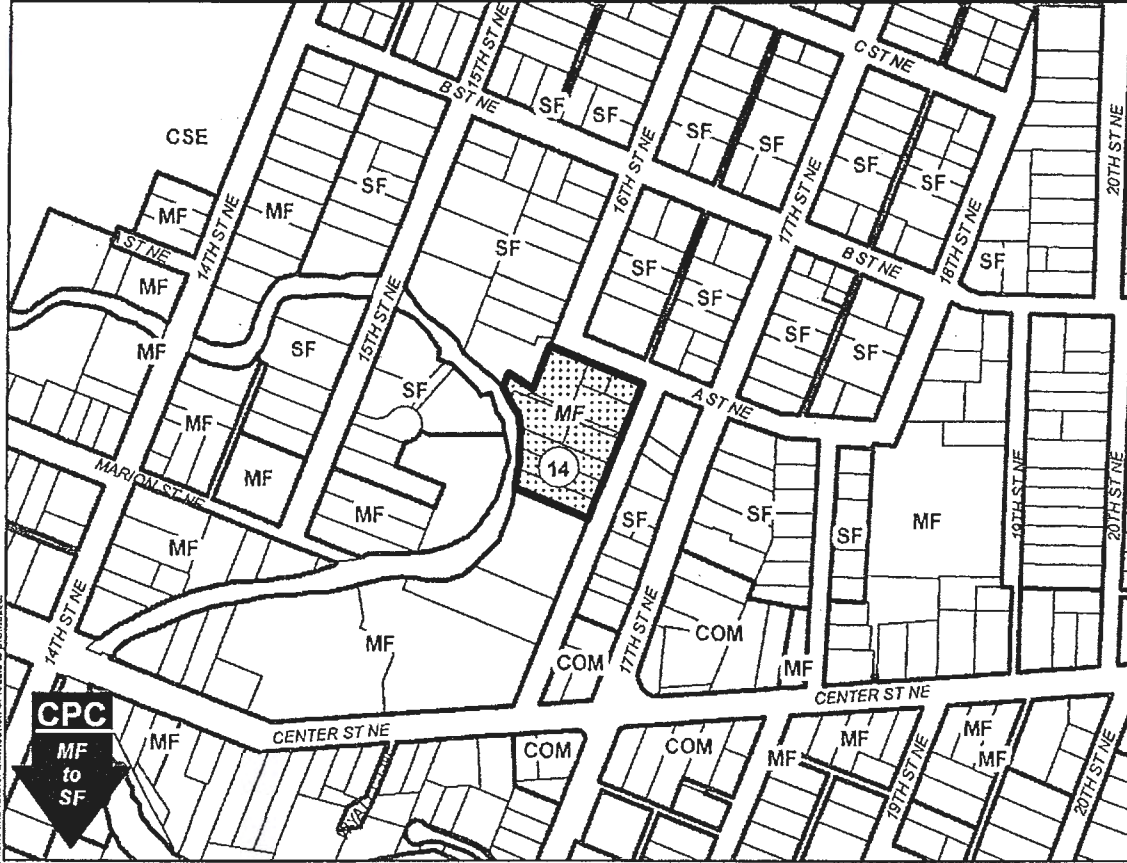 15TH ST NE
C ST NE
B ST NE
20TH ST NE
SF
SF
SF
SF
16TH ST NE
CSE
SF
SF
SF
MF
MF
14TH ST NE
17TH ST NE
18TH ST NE
ST NE
SF
SF
B ST NE
SF
MF
SF
15TH ST NE
MF
SF
SF
SF
SF
MF
A ST NE
MF
14
MARION ST NE
MF
MF
SF
SF
SF
MF
19TH ST NE
20TH ST NE
MF
14TH ST NE
MF
17TH ST NE
COM
COM
MF
CENTER ST NE
CPC
MF
to
SF
MF
CENTER ST NE
COM
COM
MF
MF
MF
MF
19TH ST NE
20TH ST NE